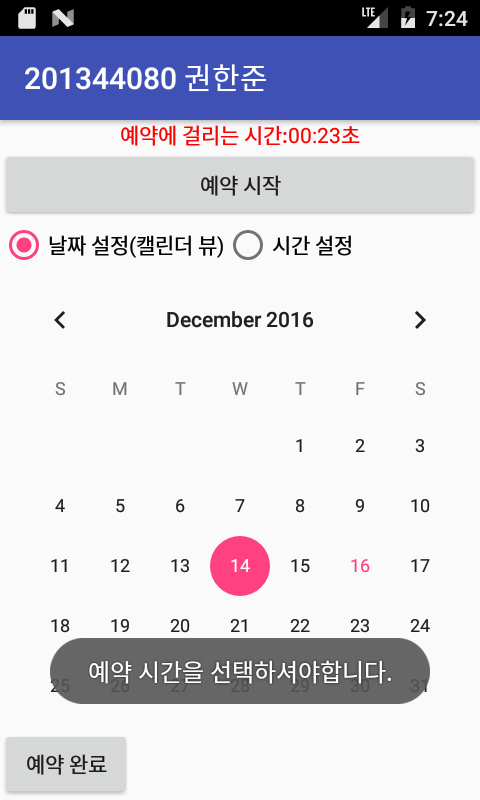 LTE 7:24
201344080 권한준
예약에 걸리는 시간:00:23초
예약 시작
날짜 설정(캘린더 뷰) 시간 설정
December 2016
S M T W T F S
1 2 3
4 5 6 7 8 9 10
11 12 13 14 15 16 17
18 19 20 21 22 23 24
25 26 27 28 29 30 31
예약 시간을 선택하셔야합니다.
예약 완료